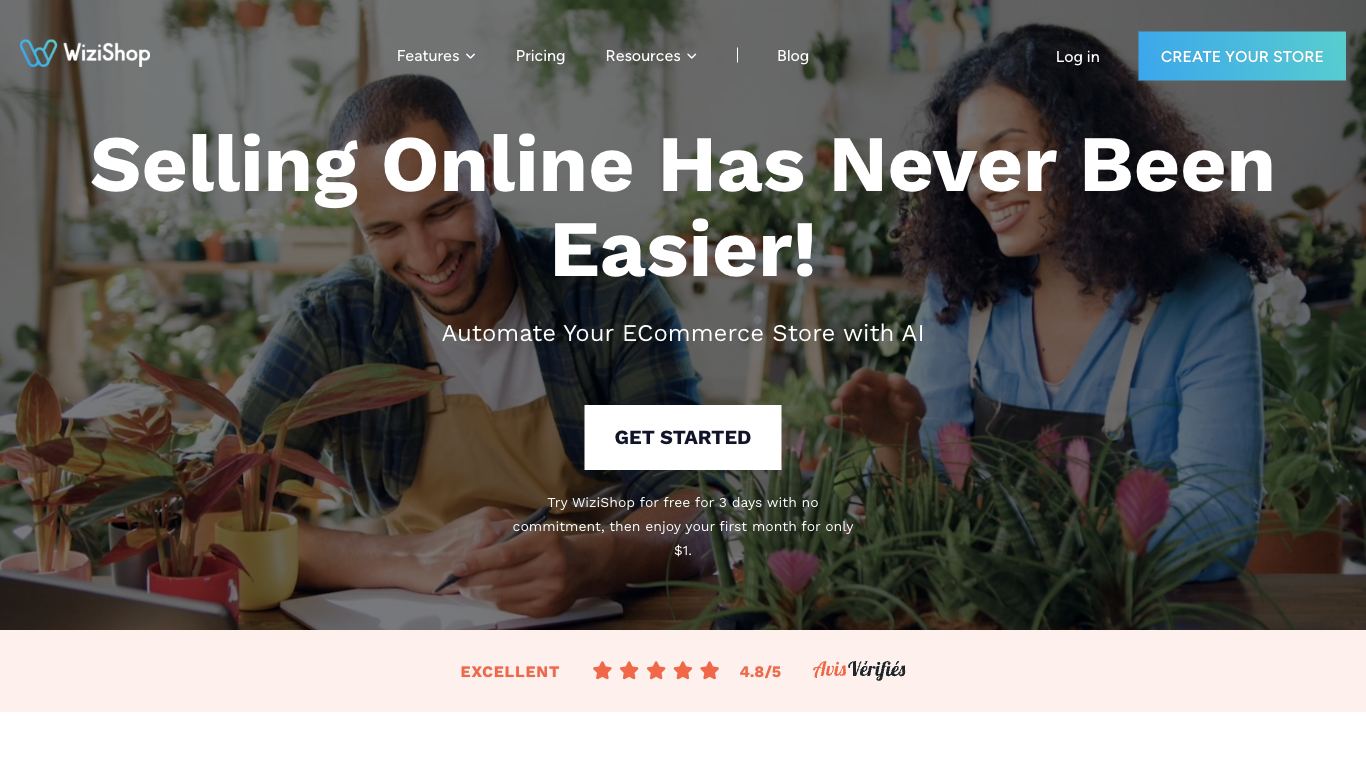 WiziShop
Features
Pricing
Resources
Blog
Log in
CREATE YOUR STORE
Selling Online Has Never Been
Easier!
Automate Your ECommerce Store with AI
GET STARTED
Try WiziShop for free for 3 days with no
commitment, then enjoy your first month for only
$1.
EXCELLENT
4.8/5
Avis Vérifiés